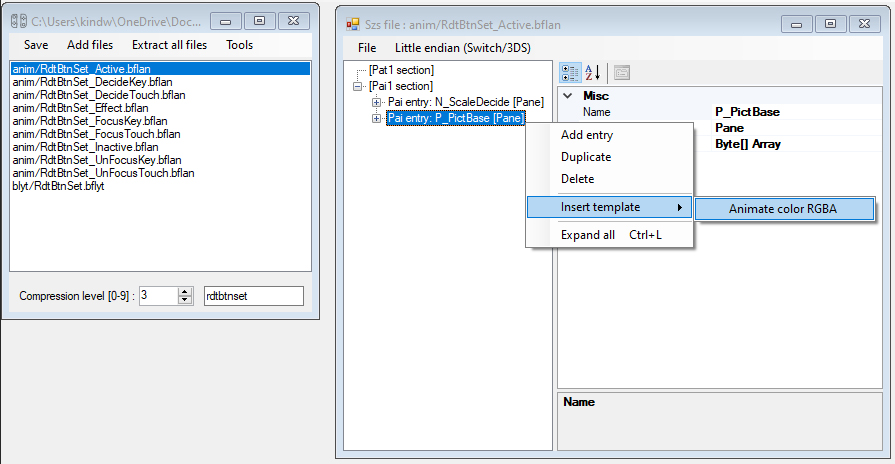 C:\Users\kindw\OneDrive\Doc...
Save Add files Extract all files Tools
anim/RdtBtnSet_Active.bflan
anim/RdtBtnSet_DecideKey.bflan
anim/RdtBtnSet_DecideTouch.bflan
anim/RdtBtnSet_Effect.bflan
anim/RdtBtnSet_FocusKey.bflan
anim/RdtBtnSet_FocusTouch.bflan
anim/RdtBtnSet_Inactive.bflan
anim/RdtBtnSet_UnFocusKey.bflan
anim/RdtBtnSet_UnFocusTouch.bflan
blyt/RdtBtnSet.bflyt
Compression level [0-9] : 3 rdtbtnset
Szs file : anim/RdtBtnSet_Active.bflan
File Little endian (Switch/3DS)
[Pat1 section]
[Pai1 section]
Pai entry: N_ScaleDecide [Pane]
Pai entry: P_PictBase [Pane]
Add entry
Duplicate
Delete
Insert template
Animate color RGBA
Expand all Ctrl+L
A
Z
Misc
Name P_PictBase
Pane
Byte[] Array
Name